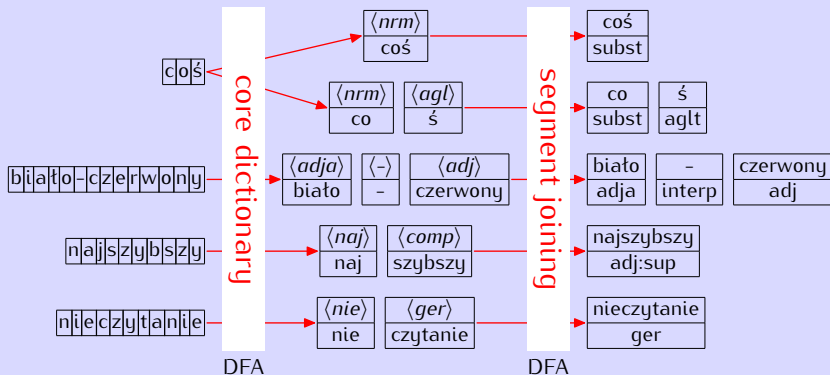 ⟨nrm⟩ coś
coś subst
coś
⟨nrm⟩ ⟨agl⟩
co ś
co ś
subst aglt
core dictionary
segment joining
biało-czerwony
⟨adja⟩ ⟨-⟩ ⟨adj⟩
biało - czerwony
biało - czerwony
adja interp adj
najszybszy
⟨naj⟩ ⟨comp⟩
naj szybszy
najszybszy
adj:sup
nieczytanie
⟨nie⟩ ⟨ger⟩
nie czytanie
nieczytanie
ger
DFA DFA